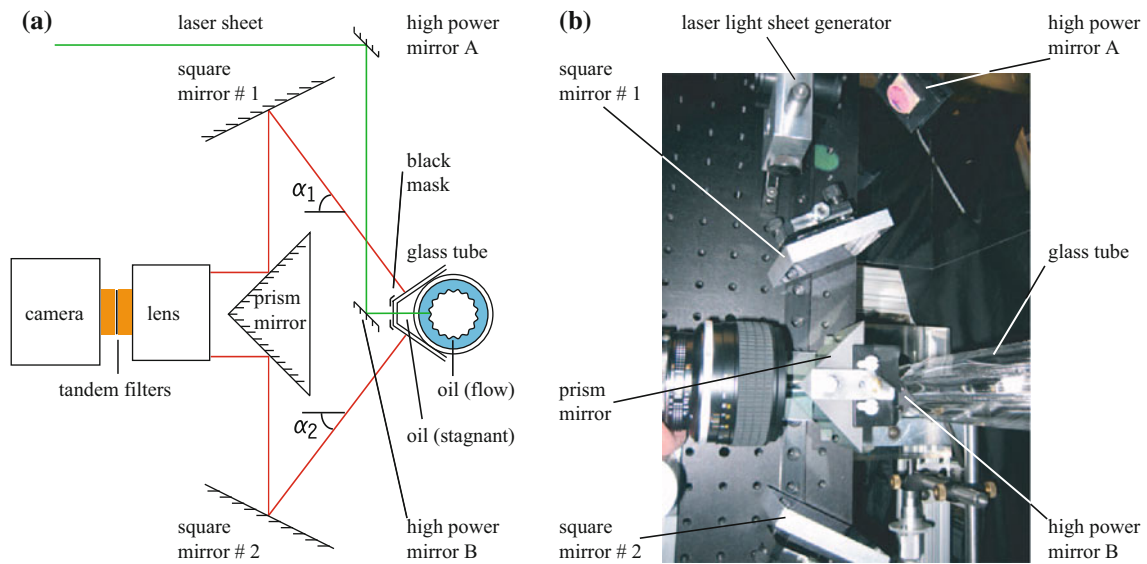 (a)
laser sheet
high power
mirror A
square
mirror # 1
α1
black
mask
glass tube
camera
lens
prism
mirror
tandem filters
oil (flow)
α2
oil (stagnant)
square
mirror # 2
high power
mirror B
(b)
laser light sheet generator
high power
mirror A
square
mirror # 1
glass tube
prism
mirror
square
mirror # 2
high power
mirror B